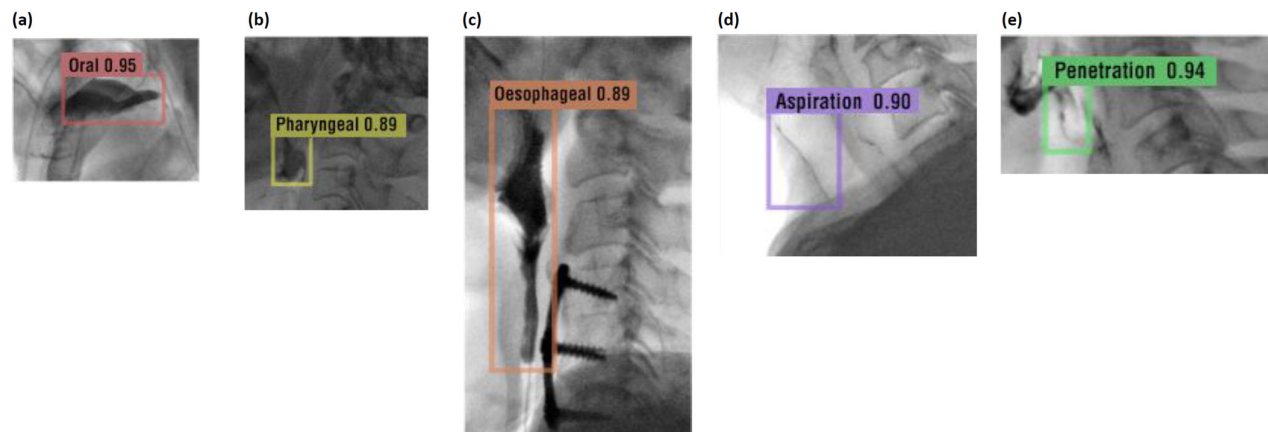 (a)
(b)
(c)
(d)
(e)
Oral 0.95
Pharyngeal 0.89
Oesophageal 0.89
Aspiration 0.90
Penetration 0.94